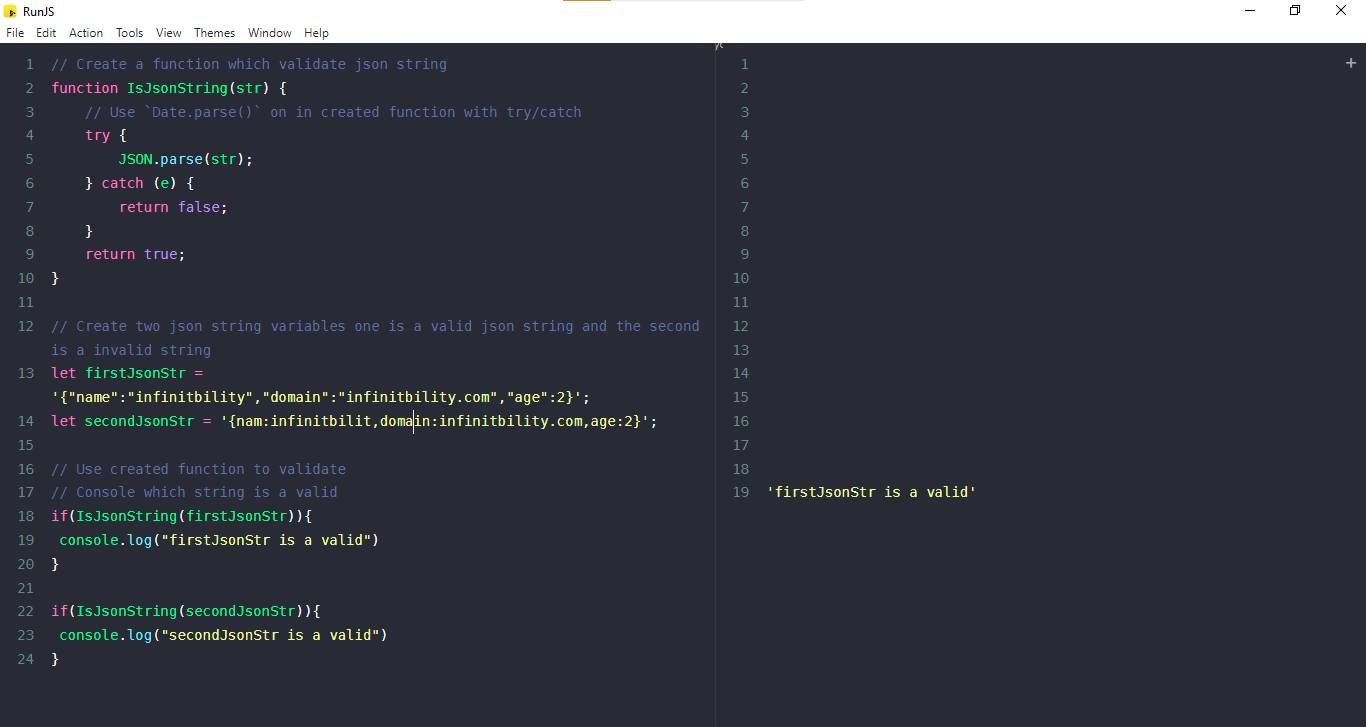 RunJS
File Edit Action Tools View Themes Window Help
1 // Create a function which validate json string
2 function IsJsonString(str) {
3 // Use `Date.parse()` on in created function with try/catch
4 try {
5 JSON.parse(str);
6 } catch (e) {
7 return false;
8 }
9 return true;
10 }
11
12 // Create two json string variables one is a valid json string and the second
is a invalid string
13 let firstJsonStr =
'{"name":"infinitbility","domain":"infinitbility.com","age":2}';
14 let secondJsonStr = '{nam:infinitbilit,domain:infinitbility.com,age:2}';
15
16 // Use created function to validate
17 // Console which string is a valid
18 if(IsJsonString(firstJsonStr)){
19 console.log("firstJsonStr is a valid")
20 }
21
22 if(IsJsonString(secondJsonStr)){
23 console.log("secondJsonStr is a valid")
24 }
1
2
3
4
5
6
7
8
9
10
11
12
13
14
15
16
17
18
19 'firstJsonStr is a valid'